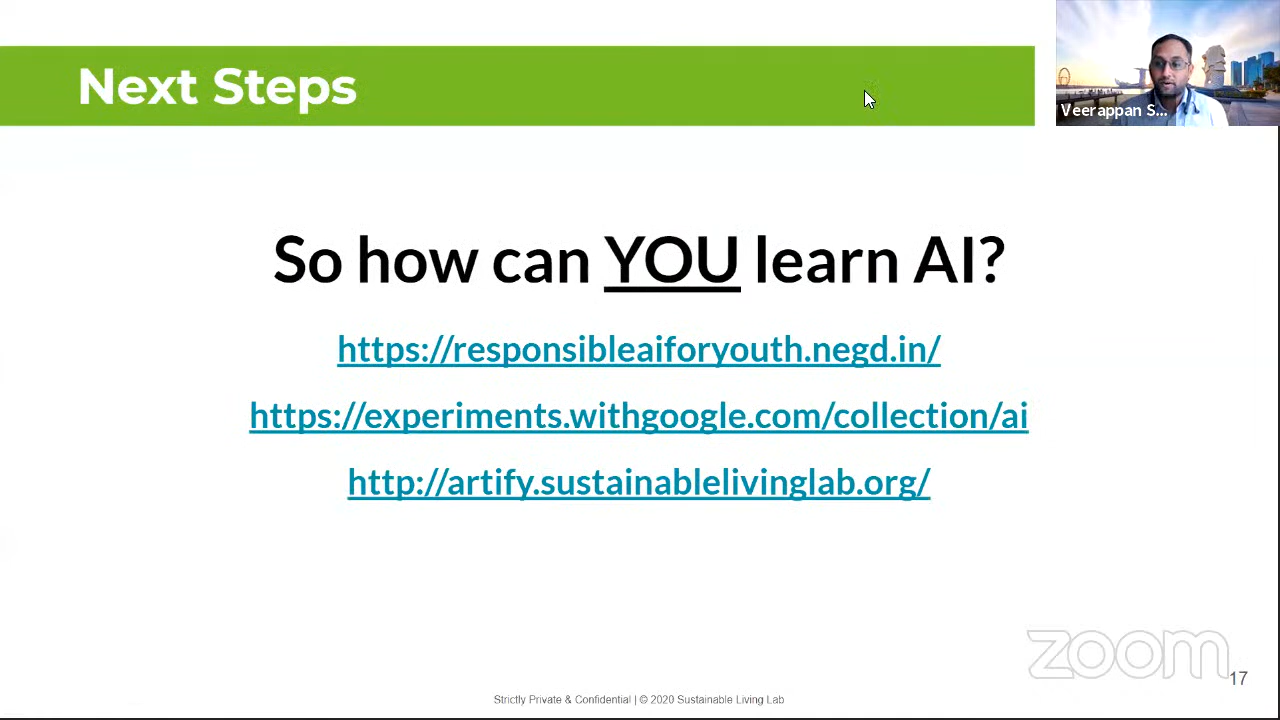 Next Steps
Veerappan S...
So how can YOU learn AI?
https://responsibleaiforyouth.negd.in/
https://experiments.withgoogle.com/collection/ai
http://artify.sustainablelivinglab.org/
zoom
17
Strictly Private & Confidential | © 2020 Sustainable Living Lab